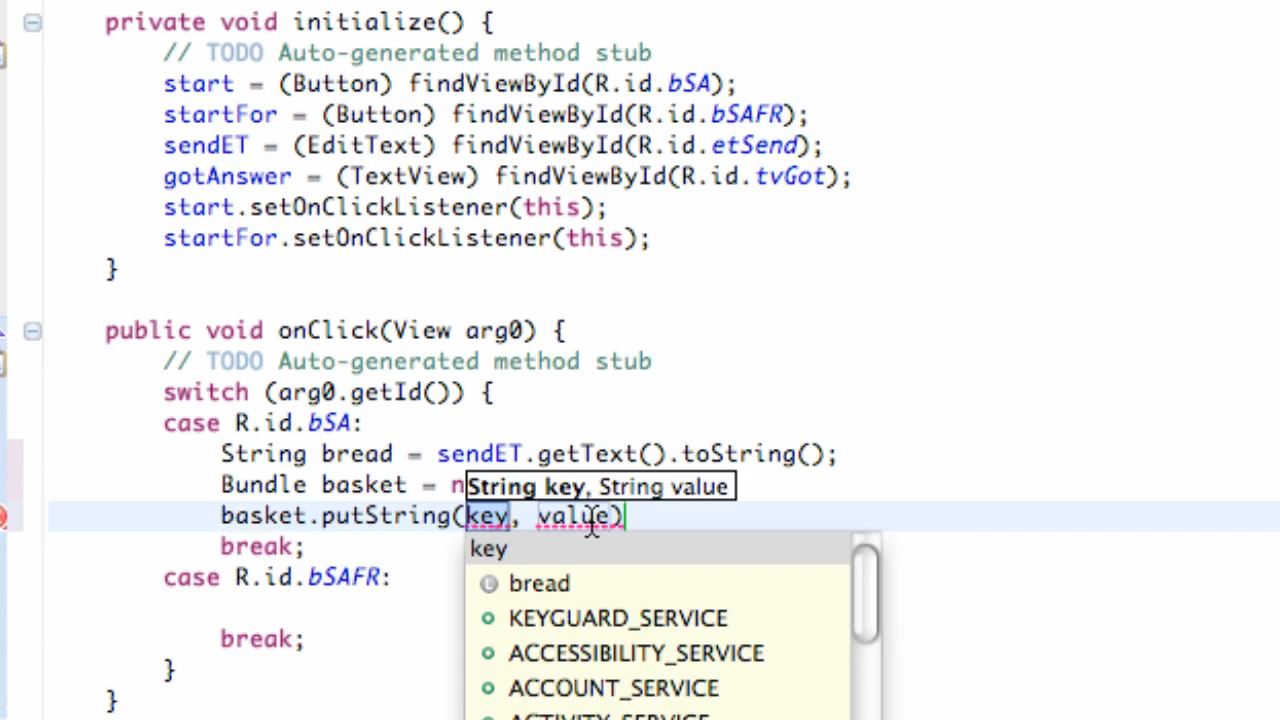 private void initialize() {
// TODO Auto-generated method stub
start = (Button) findViewById(R.id.bSA);
startFor = (Button) findViewById(R.id.bSAFR);
sendET = (EditText) findViewById(R.id.etSend);
gotAnswer = (TextView) findViewById(R.id.tvGot);
start.setOnClickListener(this);
startFor.setOnClickListener(this);
}
public void onClick(View arg0) {
// TODO Auto-generated method stub
switch (arg0.getId()) {
case R.id.bSA:
String bread = sendET.getText().toString();
Bundle basket = n
String key, String value
basket.putString(key, value)
break;
key
case R.id.bSAFR:
bread
KEYGUARD_SERVICE
break;
ACCESSIBILITY_SERVICE
}
ACCOUNT_SERVICE
}
ACTIVITY_SERVICE